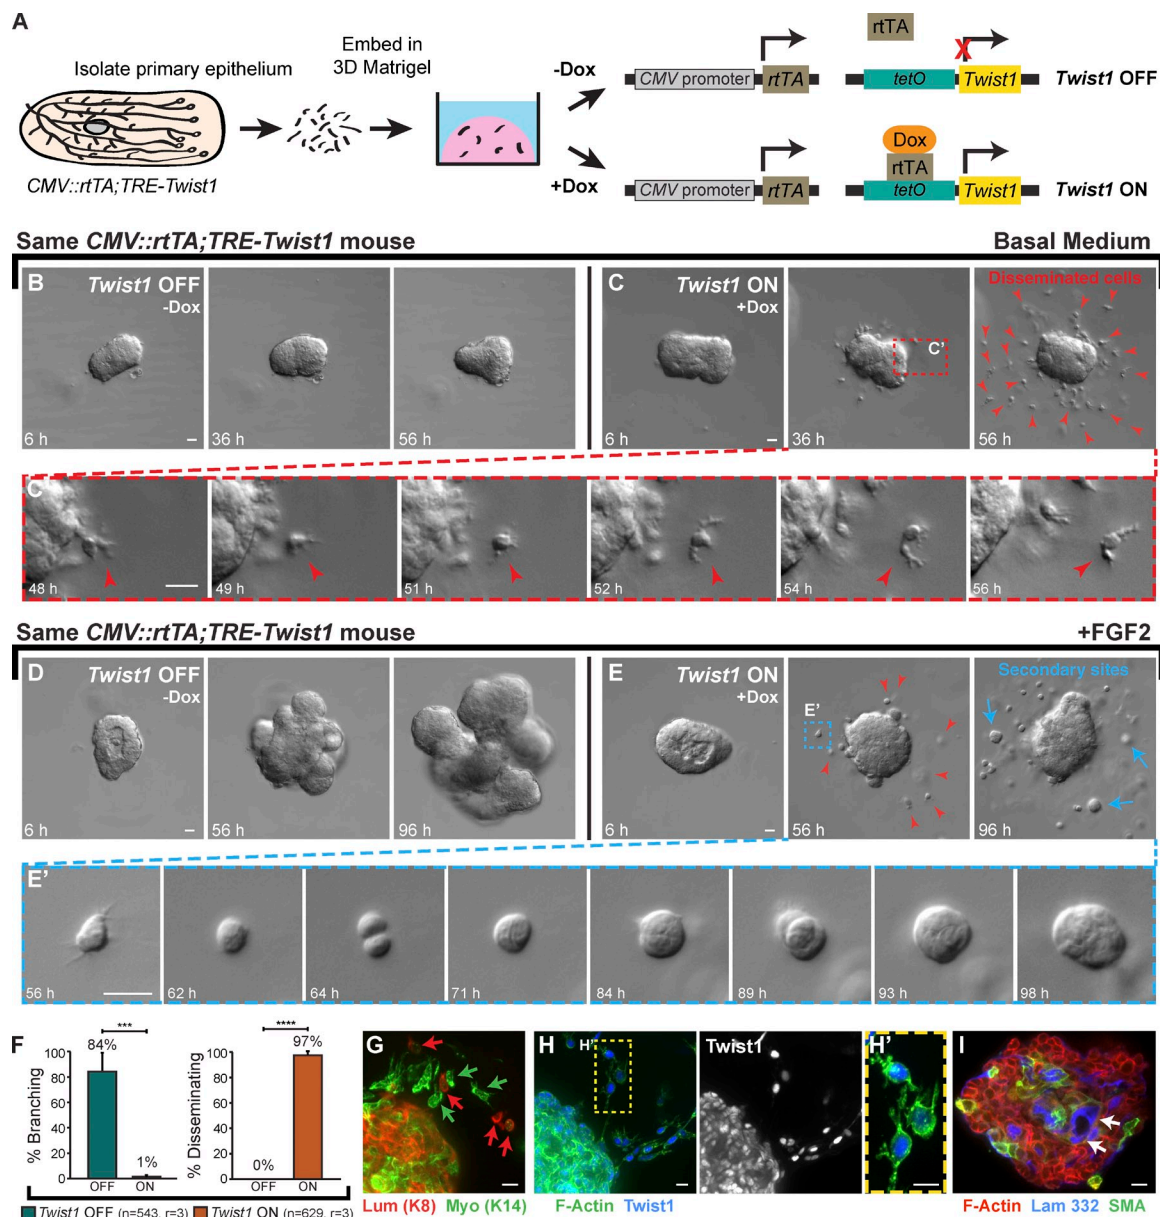 A
Isolate primary epithelium
Embed in
3D Matrigel
CMV::rtTA;TRE-Twist1
-Dox
CMV promoter
rtTA
rtTA
tetO
X
Twist1
Twist1 OFF
+Dox
CMV promoter
rtTA
Dox
rtTA
tetO
Twist1
Twist1 ON
Same CMV::rtTA;TRE-Twist1 mouse
Basal Medium
B
Twist1 OFF
-Dox
6 h
36 h
56 h
C
Twist1 ON
+Dox
6 h
C'
36 h
Disseminated cells
56 h
C'
48 h
49 h
51 h
52 h
54 h
56 h
Same CMV::rtTA;TRE-Twist1 mouse
+FGF2
D
Twist1 OFF
-Dox
6 h
56 h
96 h
E
Twist1 ON
+Dox
6 h
E'
56 h
Secondary sites
96 h
E'
56 h
62 h
64 h
71 h
84 h
89 h
93 h
98 h
F
% Branching
100
80
60
40
20
0
***
84%
1%
OFF
ON
% Disseminating
100
80
60
40
20
0
****
97%
0%
OFF
ON
Twist1 OFF (n=543, r=3)
Twist1 ON (n=629, r=3)
G
Lum (K8) Myo (K14)
H
H'
Twist1
H'
F-Actin Twist1
I
F-Actin Lam 332 SMA